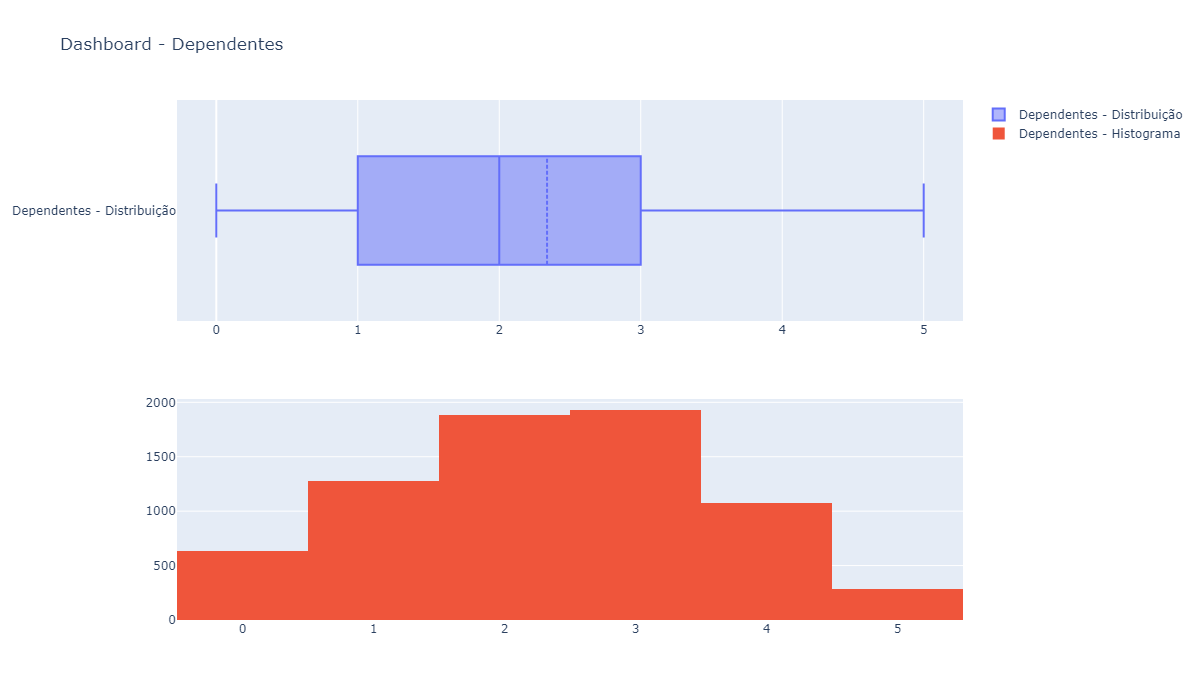 Dashboard - Dependentes
Dependentes - Distribuição
Dependentes - Histograma
Dependentes - Distribuição
0 1 2 3 4 5
2000
1500
1000
500
0
0 1 2 3 4 5